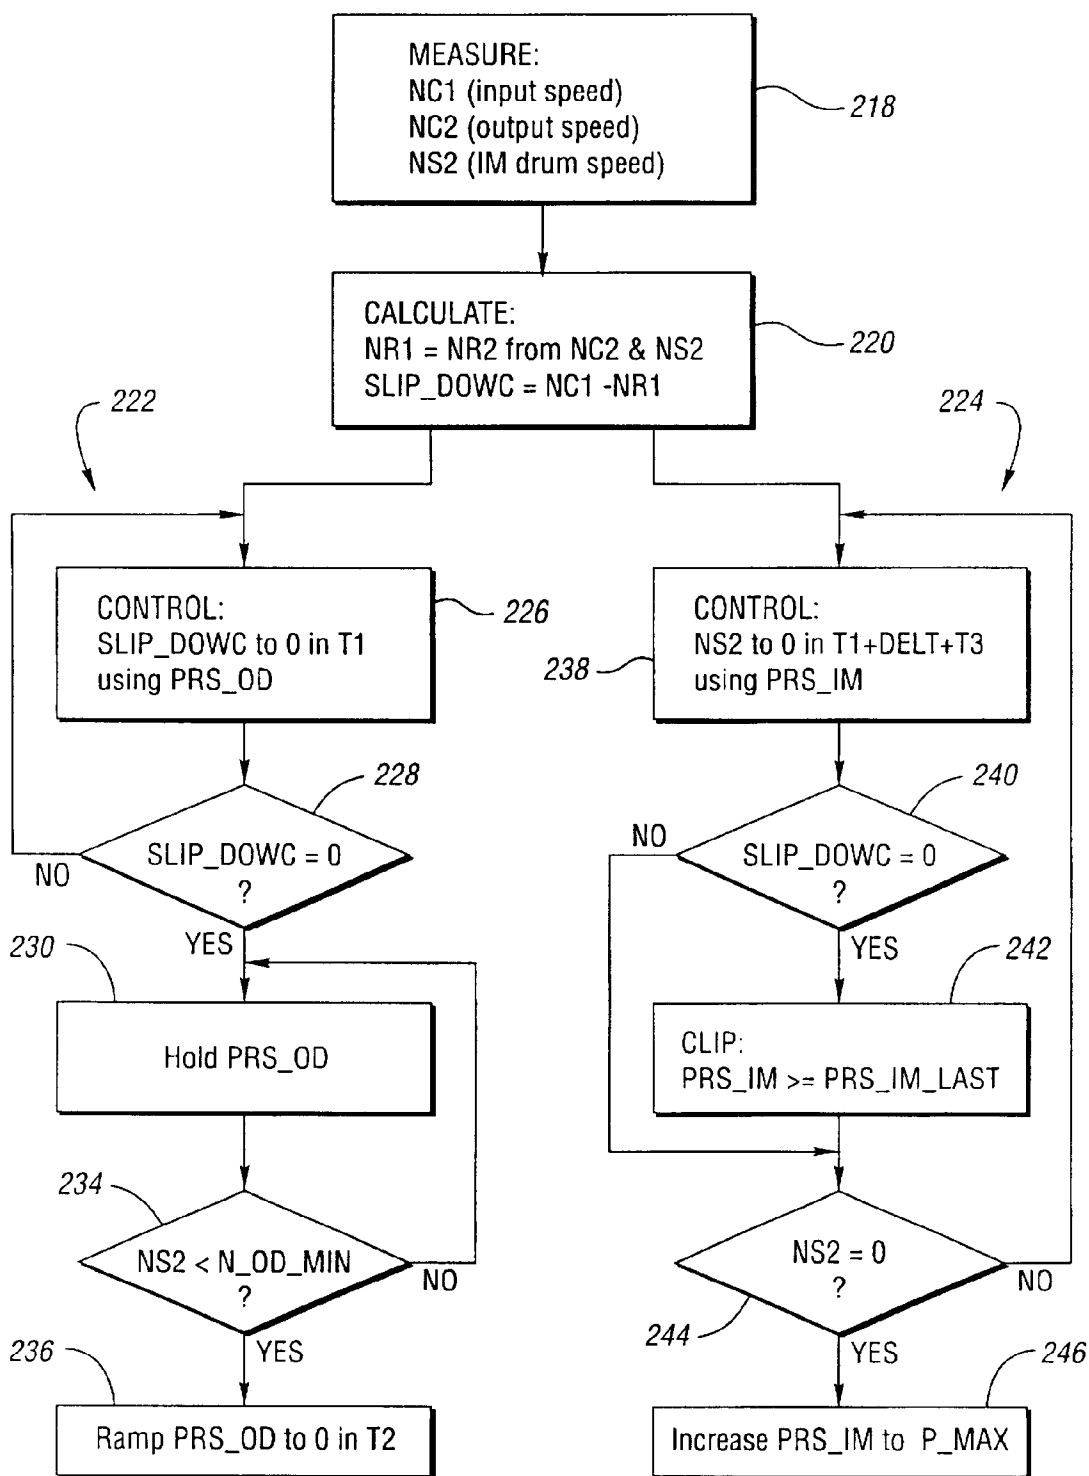 MEASURE:
NC1 (input speed)
NC2 (output speed)
NS2 (IM drum speed)
218
CALCULATE:
NR1 = NR2 from NC2 & NS2
SLIP_DOWC = NC1 -NR1
220
222
224
CONTROL:
SLIP_DOWC to 0 in T1
using PRS_OD
226
CONTROL:
NS2 to 0 in T1+DELT+T3
using PRS_IM
238
228
SLIP_DOWC = 0
?
NO
YES
240
NO
SLIP_DOWC = 0
?
YES
230
Hold PRS_OD
242
CLIP:
PRS_IM >= PRS_IM_LAST
234
NS2 < N_OD_MIN
?
NO
YES
NS2 = 0
?
NO
244
YES
236
Ramp PRS_OD to 0 in T2
246
Increase PRS_IM to P_MAX